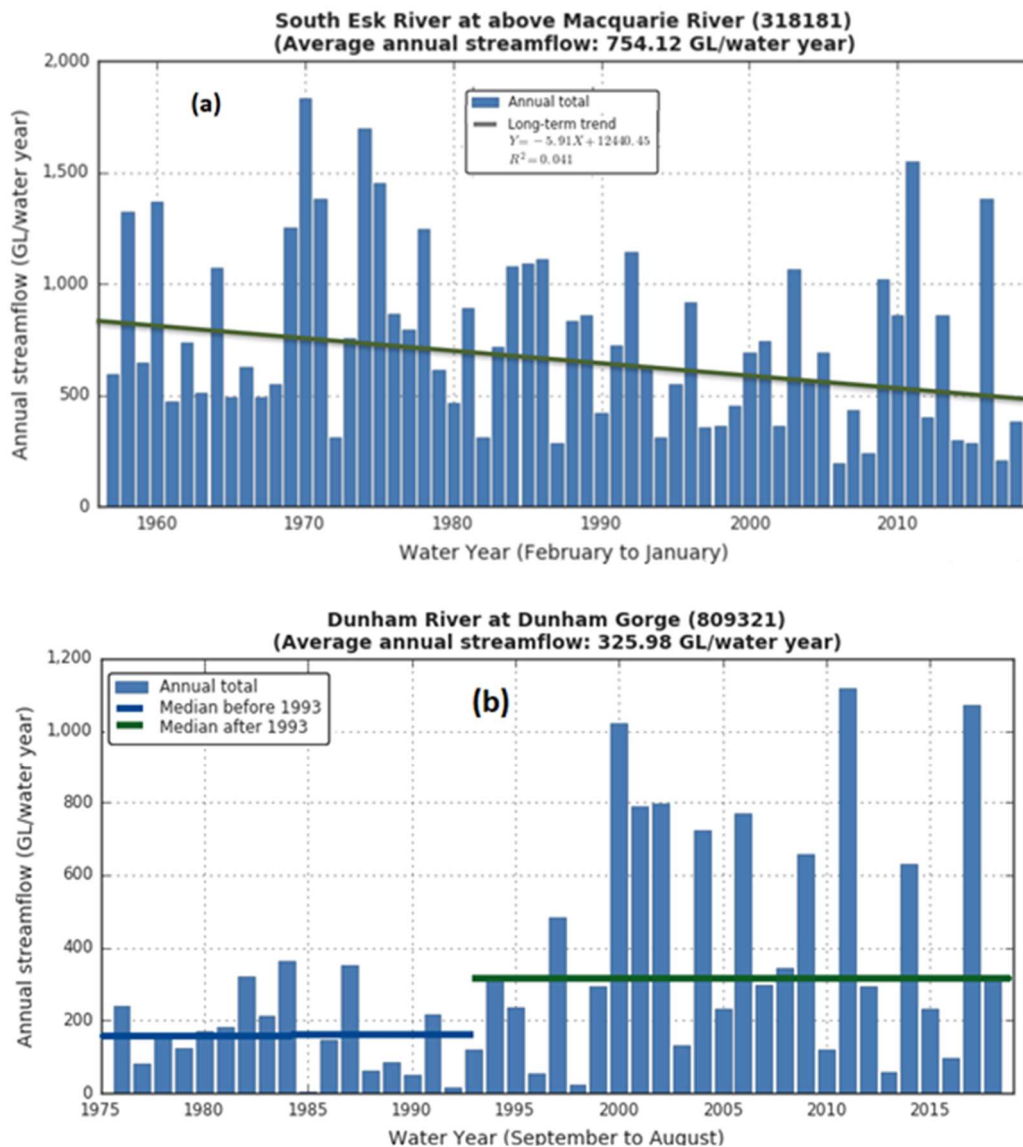 South Esk River at above Macquarie River (318181)
(Average annual streamflow: 754.12 GL/water year)
2,000
1,500
1,000
500
0
Annual streamflow (GL/water year)
(a)
Annual total
Long-term trend
Y= −5.91X+12440.45
R²=0.041
1960 1970 1980 1990 2000 2010
Water Year (February to January)
Dunham River at Dunham Gorge (809321)
(Average annual streamflow: 325.98 GL/water year)
1,200
1,000
800
600
400
200
0
Annual streamflow (GL/water year)
Annual total
Median before 1993
Median after 1993
(b)
1975 1980 1985 1990 1995 2000 2005 2010 2015
Water Year (September to August)